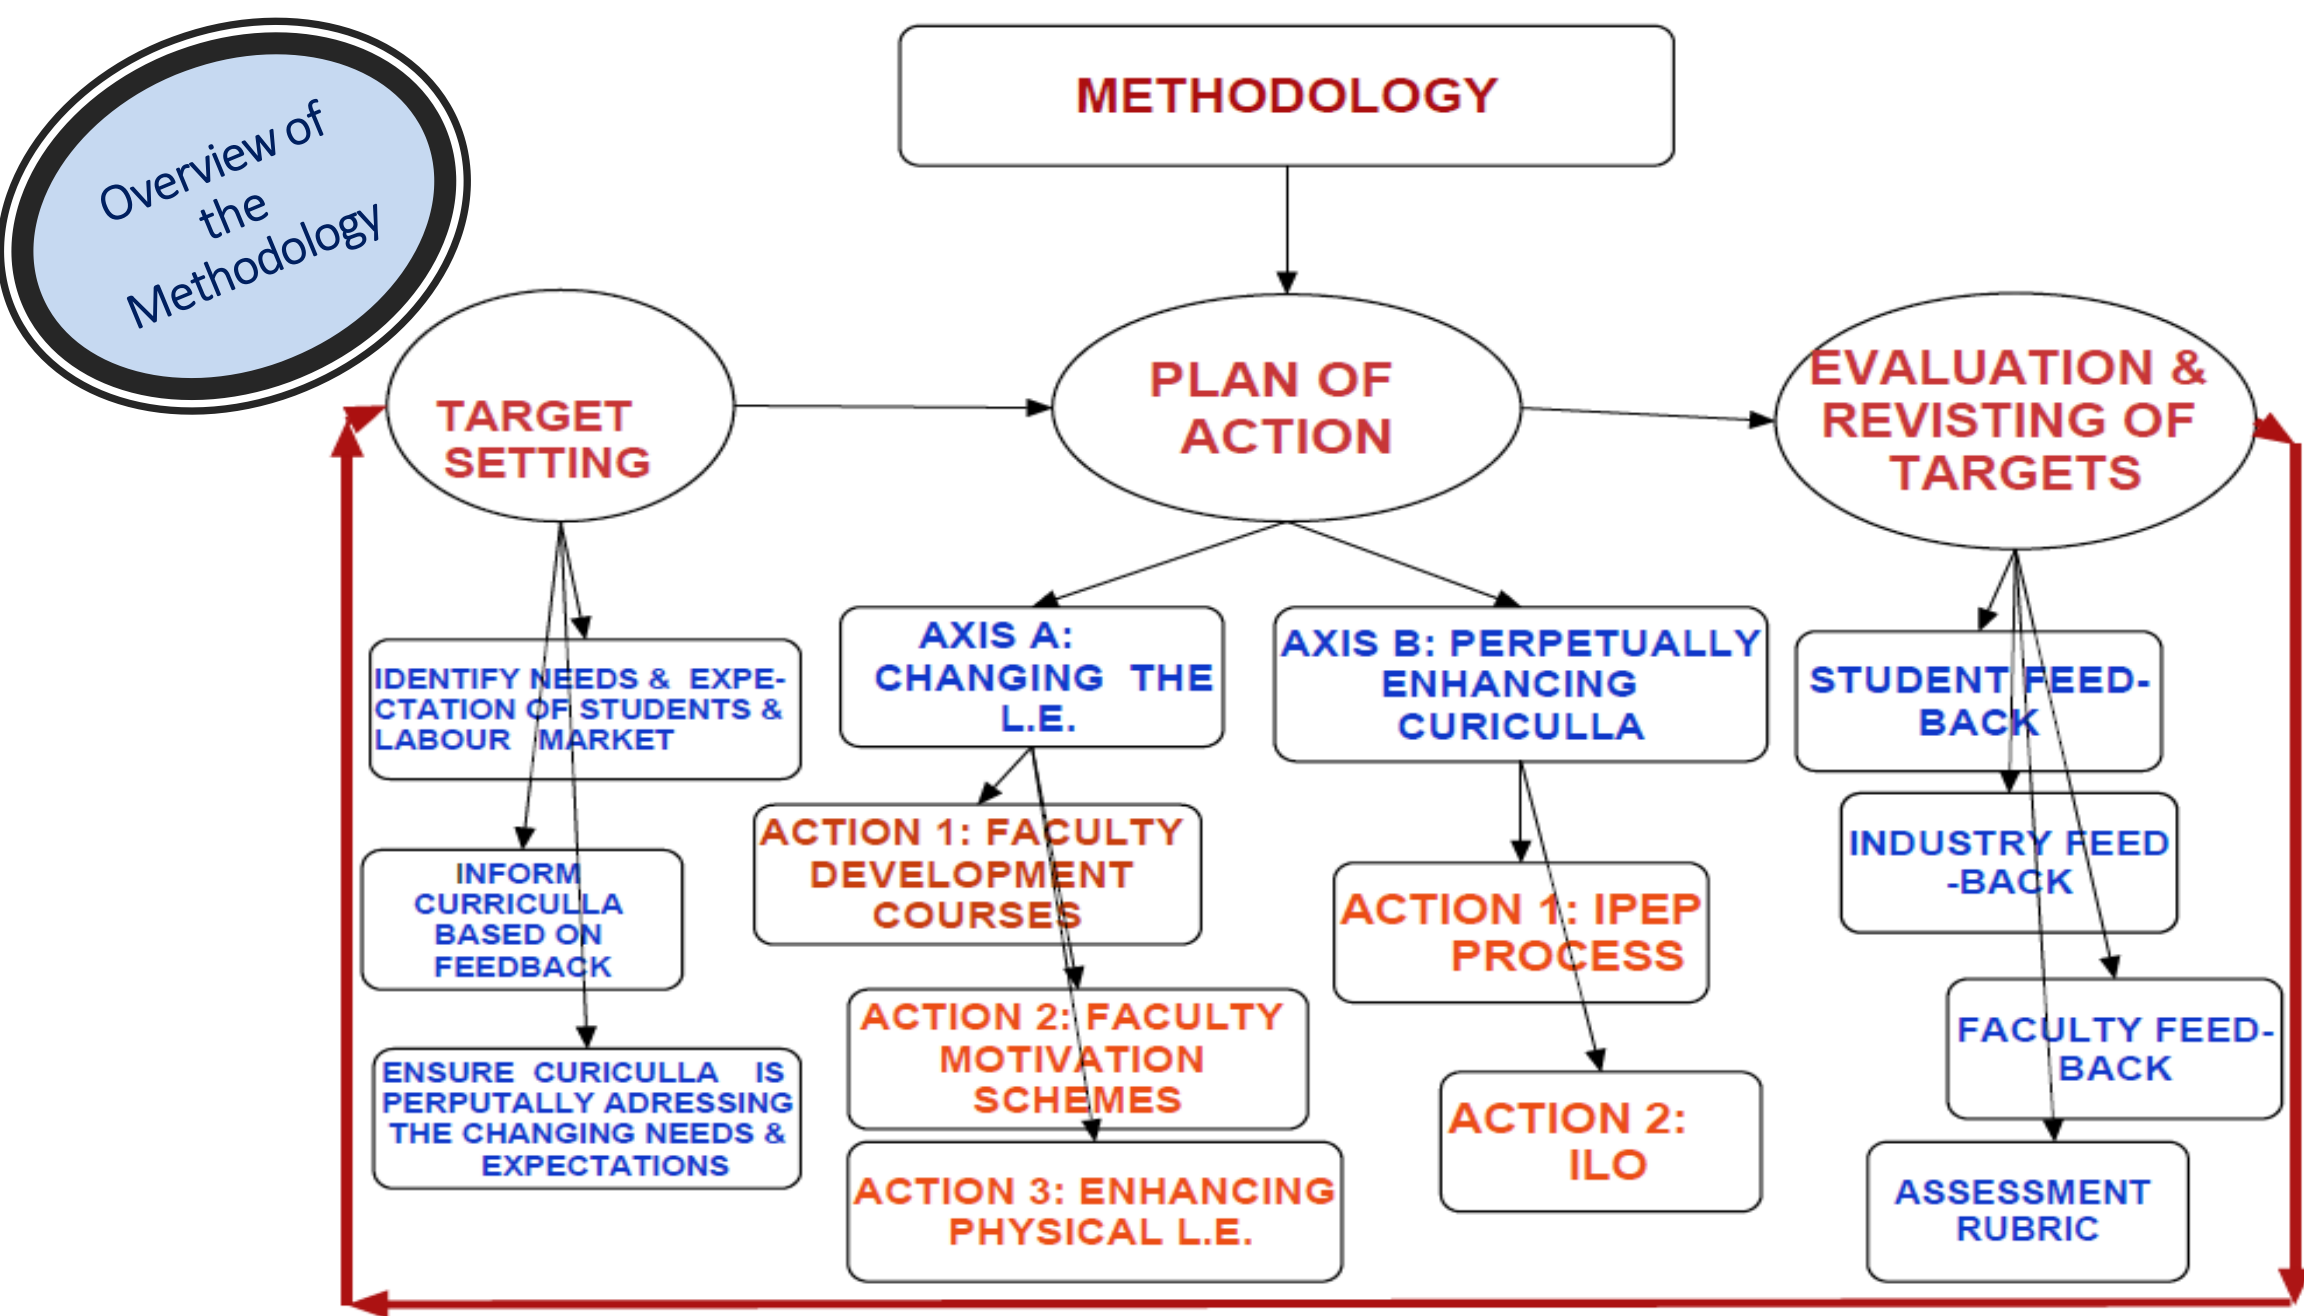 Overview of
the
Methodology
METHODOLOGY
TARGET
SETTING
PLAN OF
ACTION
EVALUATION &
REVISTING OF
TARGETS
IDENTIFY NEEDS & EXPE-
CTATION OF STUDENTS &
LABOUR MARKET
INFORM
CURRICULLA
BASED ON
FEEDBACK
ENSURE CURICULLA IS
PERPUTALLY ADRESSING
THE CHANGING NEEDS &
EXPECTATIONS
AXIS A:
CHANGING THE
L.E.
ACTION 1: FACULTY
DEVELOPMENT
COURSES
ACTION 2: FACULTY
MOTIVATION
SCHEMES
ACTION 3: ENHANCING
PHYSICAL L.E.
AXIS B: PERPETUALLY
ENHANCING
CURICULLA
ACTION 1: IPEP
PROCESS
ACTION 2:
ILO
STUDENT FEED-
BACK
INDUSTRY FEED
-BACK
FACULTY FEED-
BACK
ASSESSMENT
RUBRIC